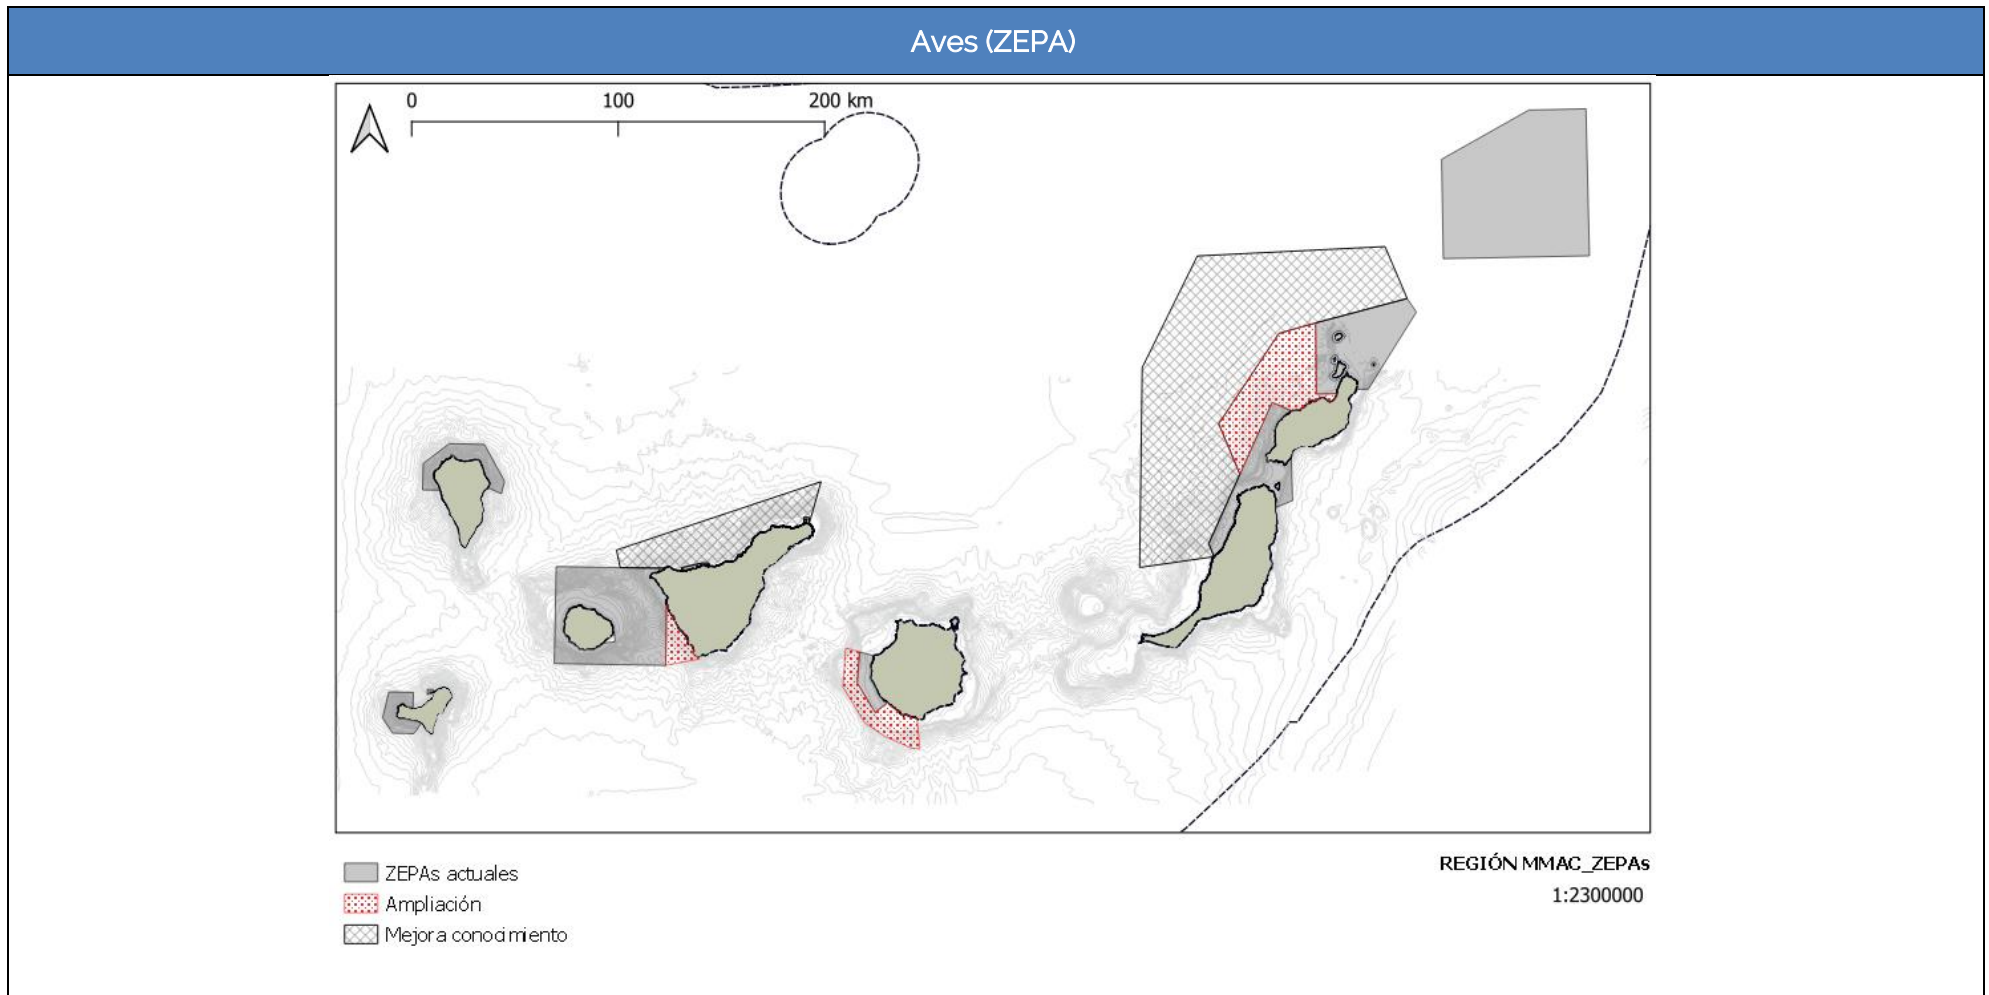 Aves (ZEPA)
0 100 200 km
ZEPAs actuales
Ampliación
Mejora conocimiento
REGIÓN MMAC_ZEPAs
1:2300000